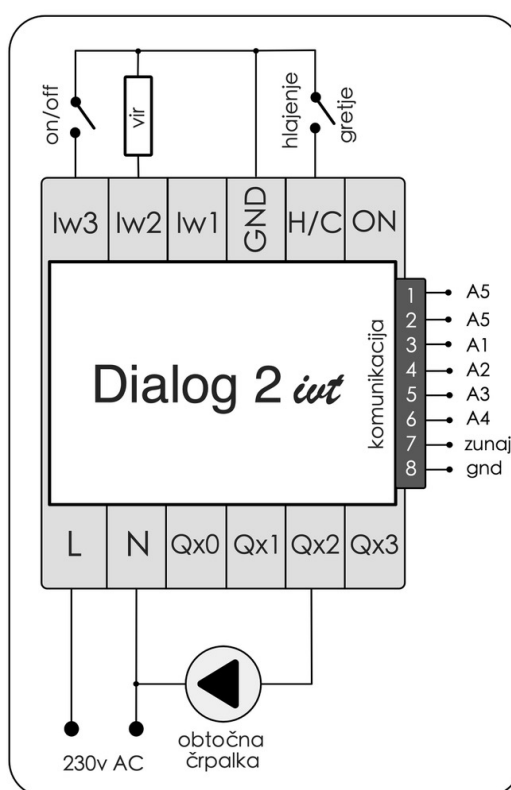 on/off
vir
hlajenje
gretje
Iw3 Iw2 Iw1 GND H/C ON
Dialog 2 ivt
komunikacija
1 A5
2 A5
3 A1
4 A2
5 A3
6 A4
7 zunaj
8 gnd
L N Qx0 Qx1 Qx2 Qx3
230v AC
obtočna
črpalka